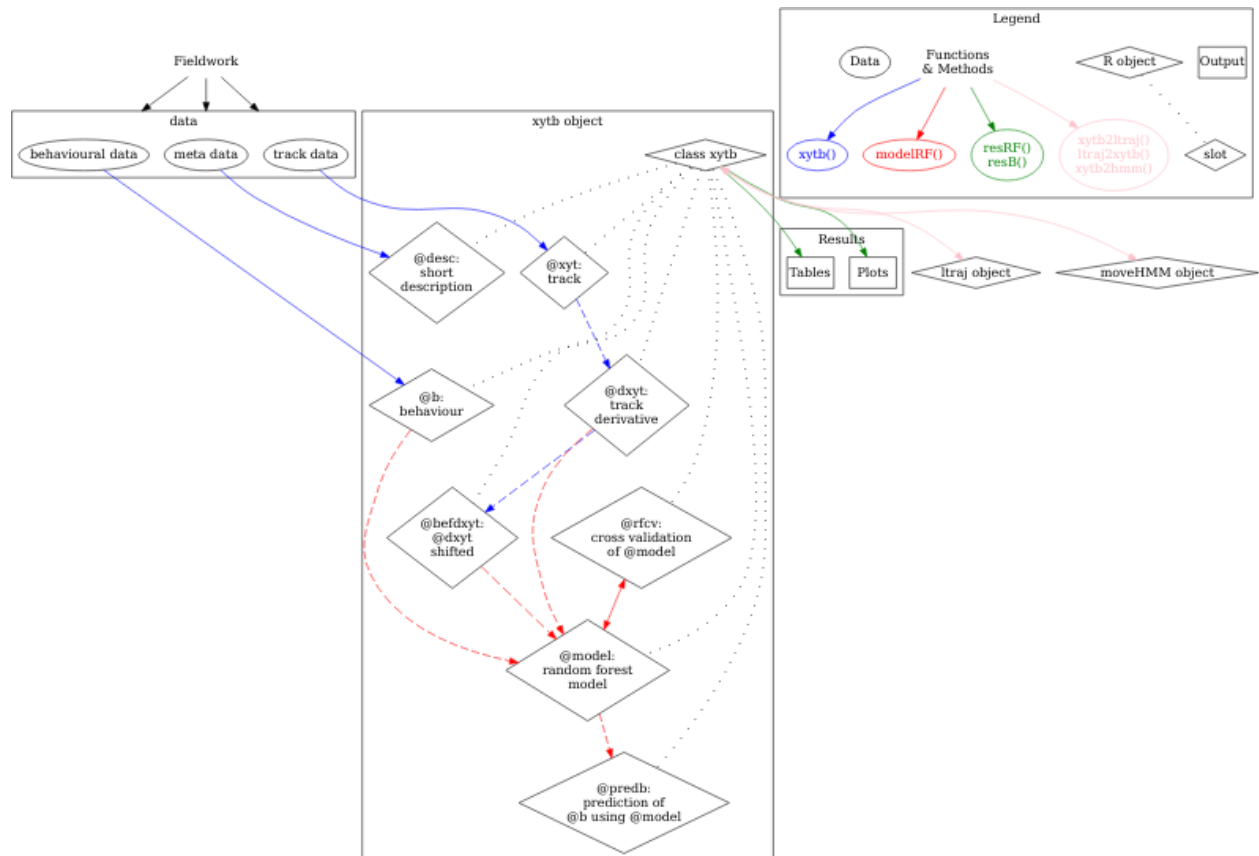 Fieldwork
data
behavioural data
meta data
track data
xytb object
class xytb
@desc:
short
description
@xyt:
track
@b:
behaviour
@dxyt:
track
derivative
@befdxyt:
@dxyt
shifted
@rfcv:
cross validation
of @model
@model:
random forest
model
@predb:
prediction of
@b using @model
Legend
Data
Functions
& Methods
R object
Output
xytb()
modelRF()
resRF()
resB()
xytb2ltraj()
ltraj2xytb()
xytb2hmm()
slot
Results
Tables
Plots
ltraj object
moveHMM object